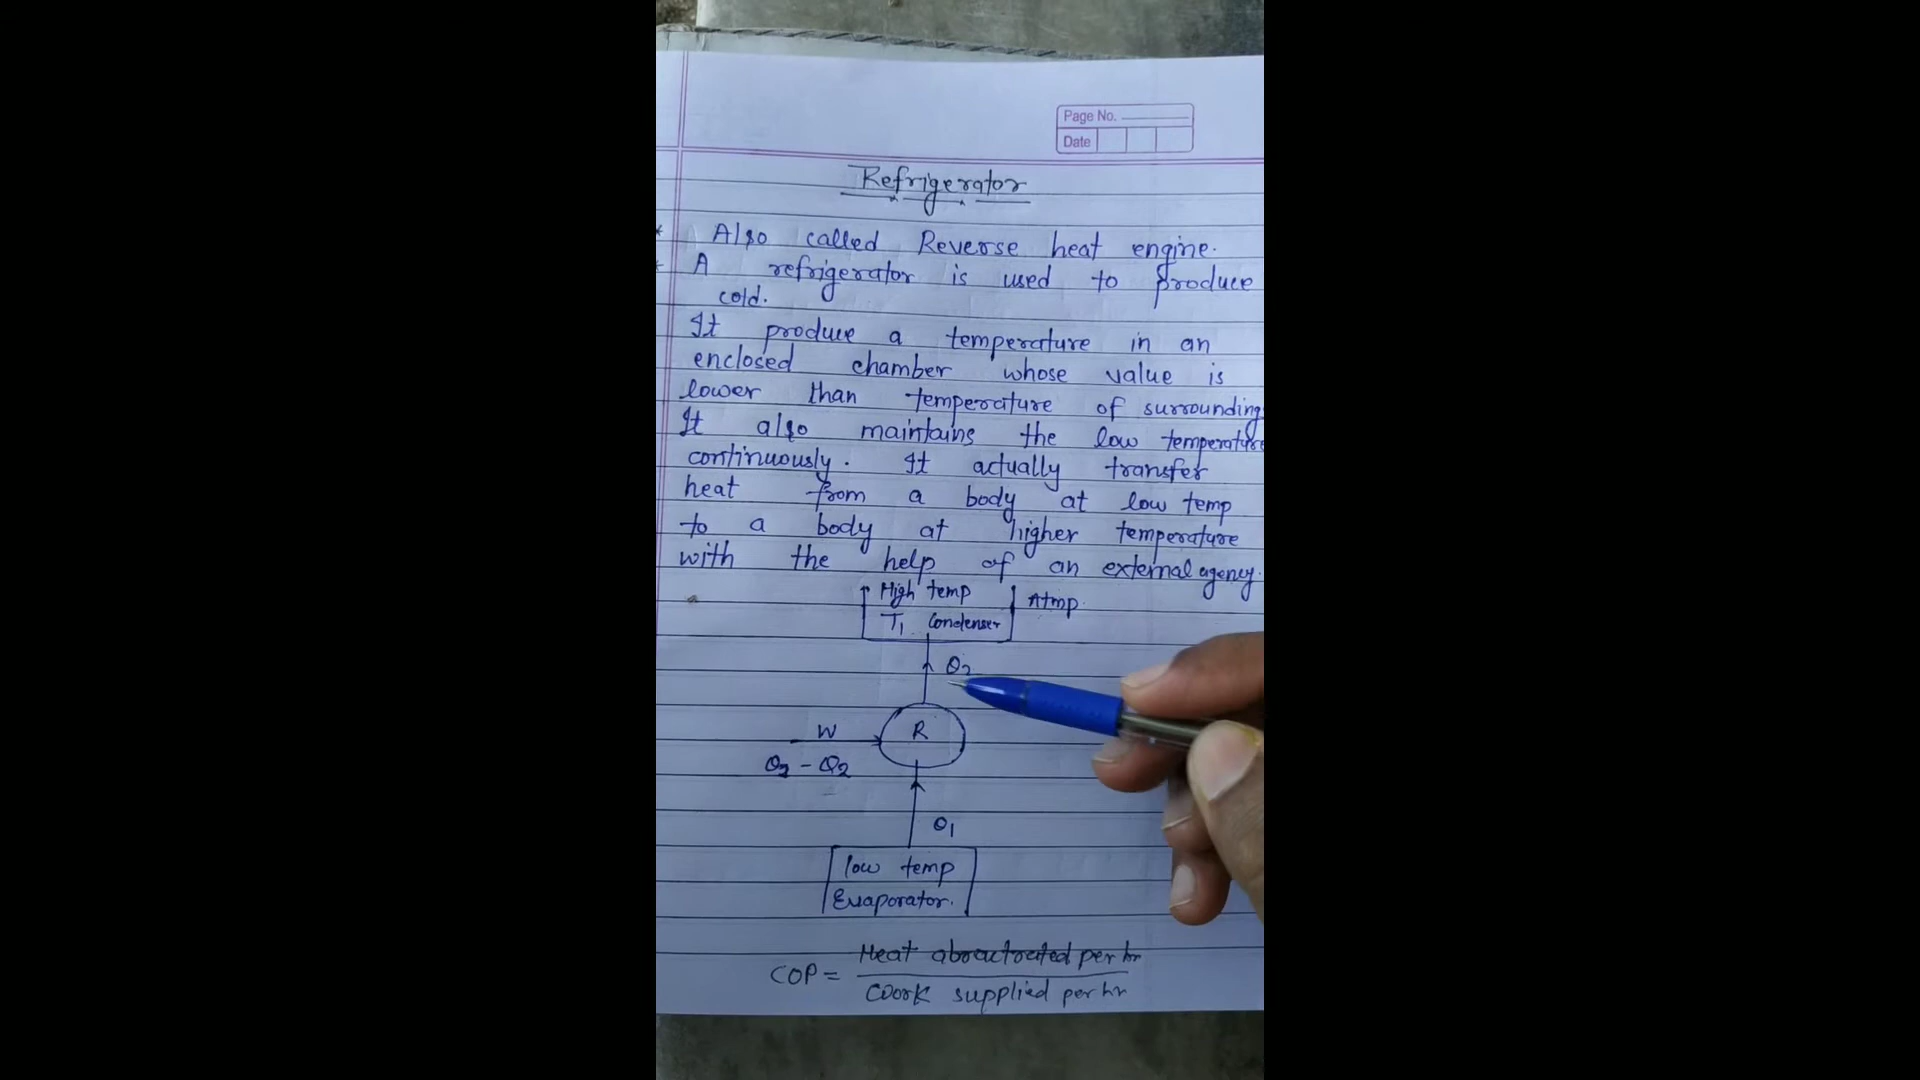 Page No.
Date
Refrigerator
Also called Reverse heat engine.
A refrigerator is used to produce
cold.
It produce a temperature in an
enclosed chamber whose value is
lower than temperature of surrounding
It also maintains the low temperature
continuously. It actually transfer
heat from a body at low temp
to a body at higher temperature
with the help of an external agency.
High temp
T1 Condenser
Atmp.
Q2
W
R
Q1
low temp
Evaporator.
Heat per hr
COP =
work supplied per hr